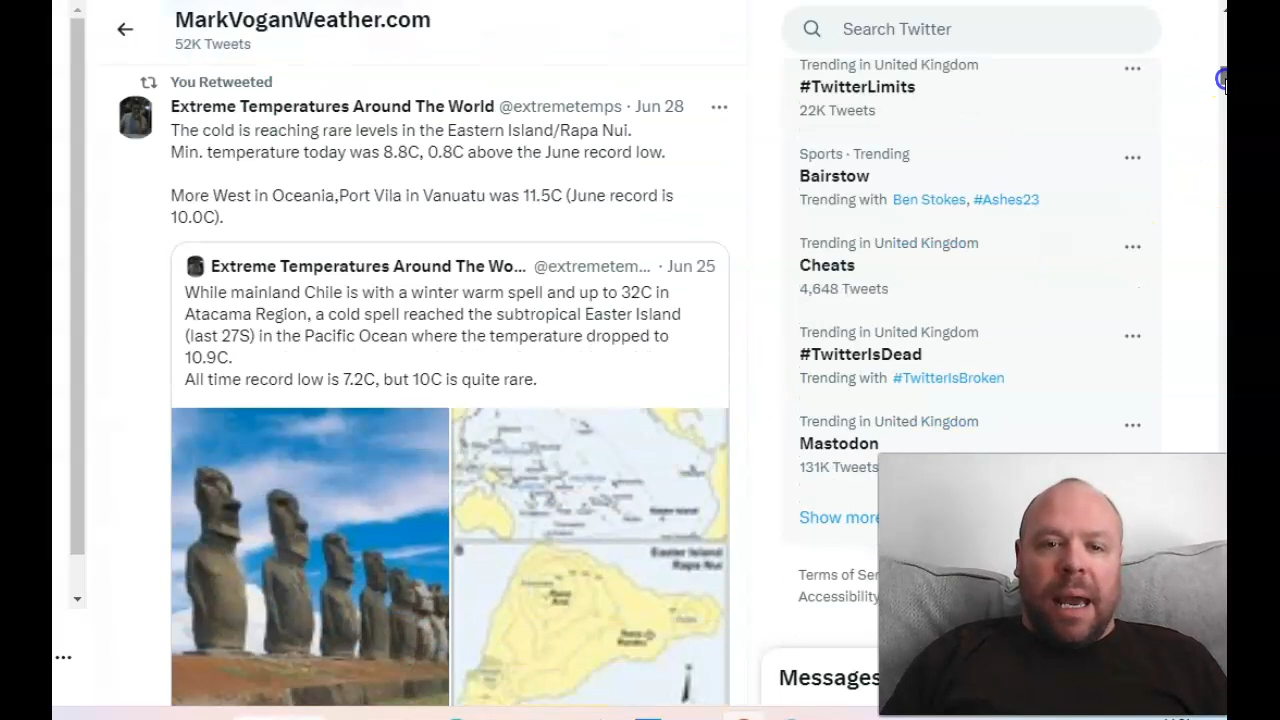 MarkVoganWeather.com
52K Tweets
You Retweeted
Extreme Temperatures Around The World @extremetemps · Jun 28
The cold is reaching rare levels in the Eastern Island/Rapa Nui.
Min. temperature today was 8.8C, 0.8C above the June record low.
More West in Oceania,Port Vila in Vanuatu was 11.5C (June record is
10.0C).
Extreme Temperatures Around The Wo... @extremetem... · Jun 25
While mainland Chile is with a winter warm spell and up to 32C in
Atacama Region, a cold spell reached the subtropical Easter Island
(last 27S) in the Pacific Ocean where the temperature dropped to
10.9C.
All time record low is 7.2C, but 10C is quite rare.
Easter Island
Rapa Nui
Search Twitter
Trending in United Kingdom
#TwitterLimits
22K Tweets
Sports · Trending
Bairstow
Trending with Ben Stokes, #Ashes23
Trending in United Kingdom
Cheats
4,648 Tweets
Trending in United Kingdom
#TwitterIsDead
Trending with #TwitterIsBroken
Trending in United Kingdom
Mastodon
131K Tweets
Show more
Terms of Ser
Accessibility
Messages